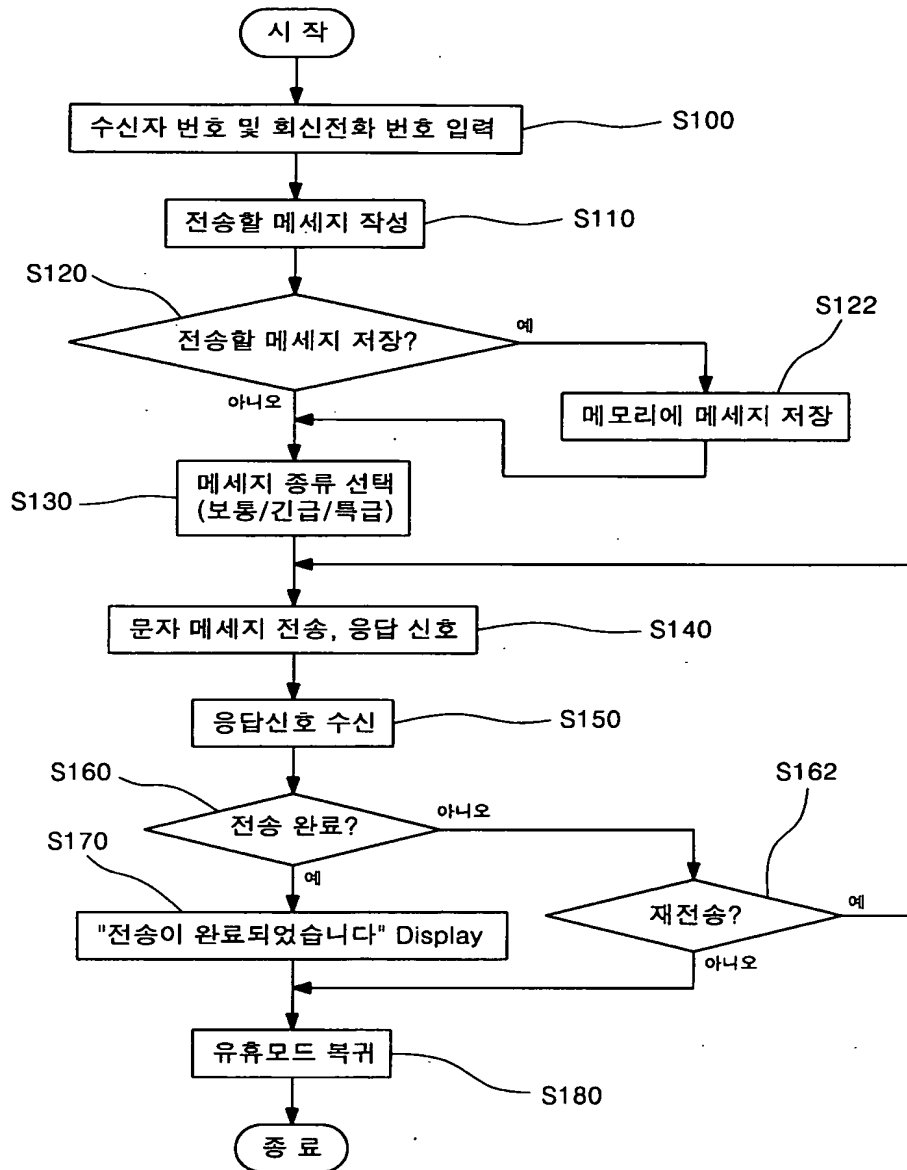 시 작
수신자 번호 및 회신전화 번호 입력
S100
전송할 메세지 작성
S110
S120
전송할 메세지 저장?
예
S122
아니오
메모리에 메세지 저장
S130
메세지 종류 선택
(보통/긴급/특급)
문자 메세지 전송, 응답 신호
S140
응답신호 수신
S150
S160
전송 완료?
아니오
S162
S170
예
재전송?
예
"전송이 완료되었습니다" Display
아니오
유휴모드 복귀
S180
종 료